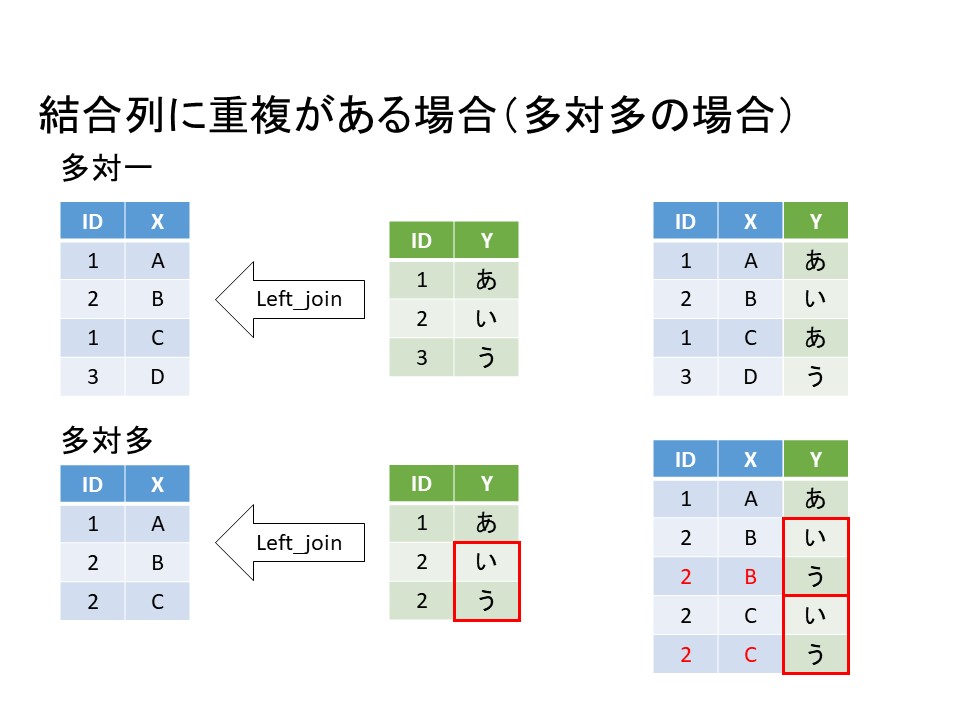 結合列に重複がある場合（多対多の場合）
多対一
ID X
1 A
2 B
1 C
3 D
Left_join
ID Y
1 あ
2 い
3 う
ID X Y
1 A あ
2 B い
1 C あ
3 D う
多対多
ID X
1 A
2 B
2 C
Left_join
ID Y
1 あ
2 い
2 う
ID X Y
1 A あ
2 B い
2 B う
2 C い
2 C う